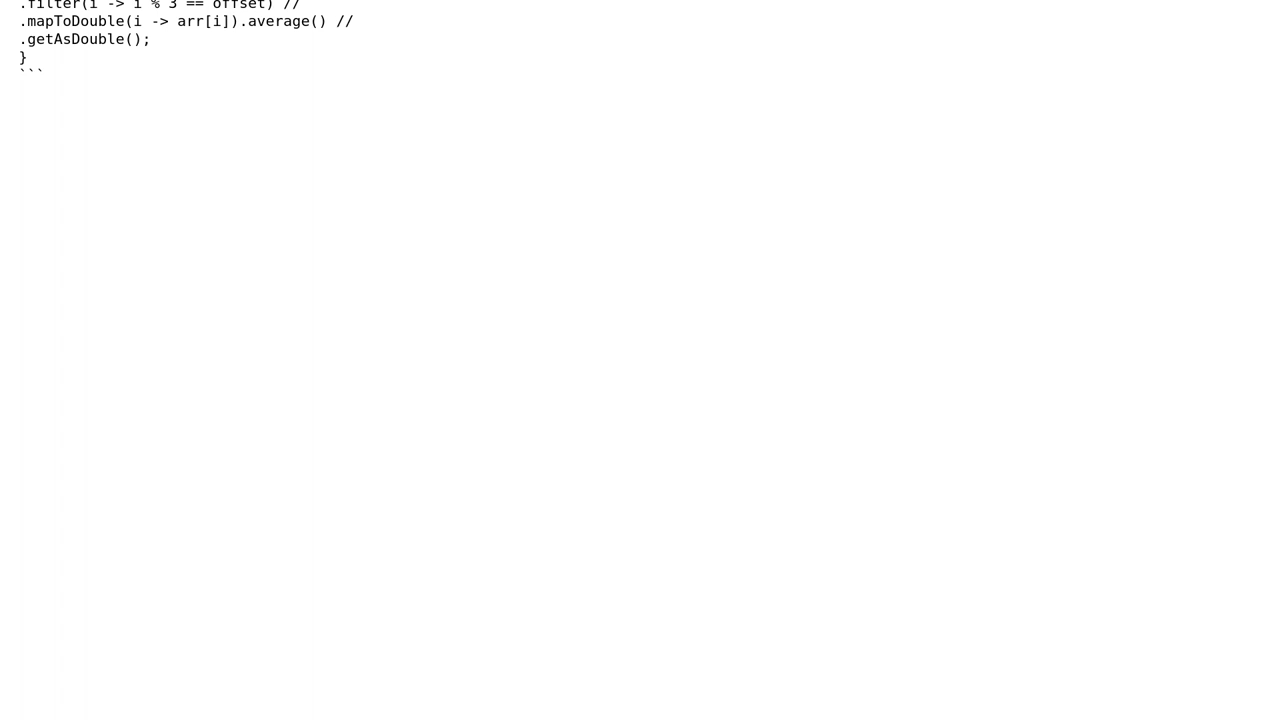 .filter(i -> i % 3 == offset) //
.mapToDouble(i -> arr[i]).average() //
.getAsDouble();
}
```